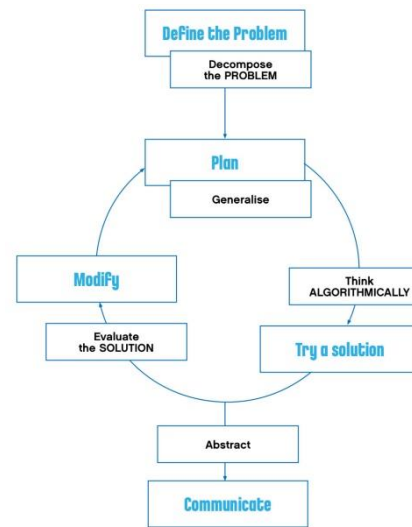 Define the Problem
Decompose
the PROBLEM
Plan
Generalise
Think
ALGORITHMICALLY
Try a solution
Modify
Evaluate
the SOLUTION
Abstract
Communicate